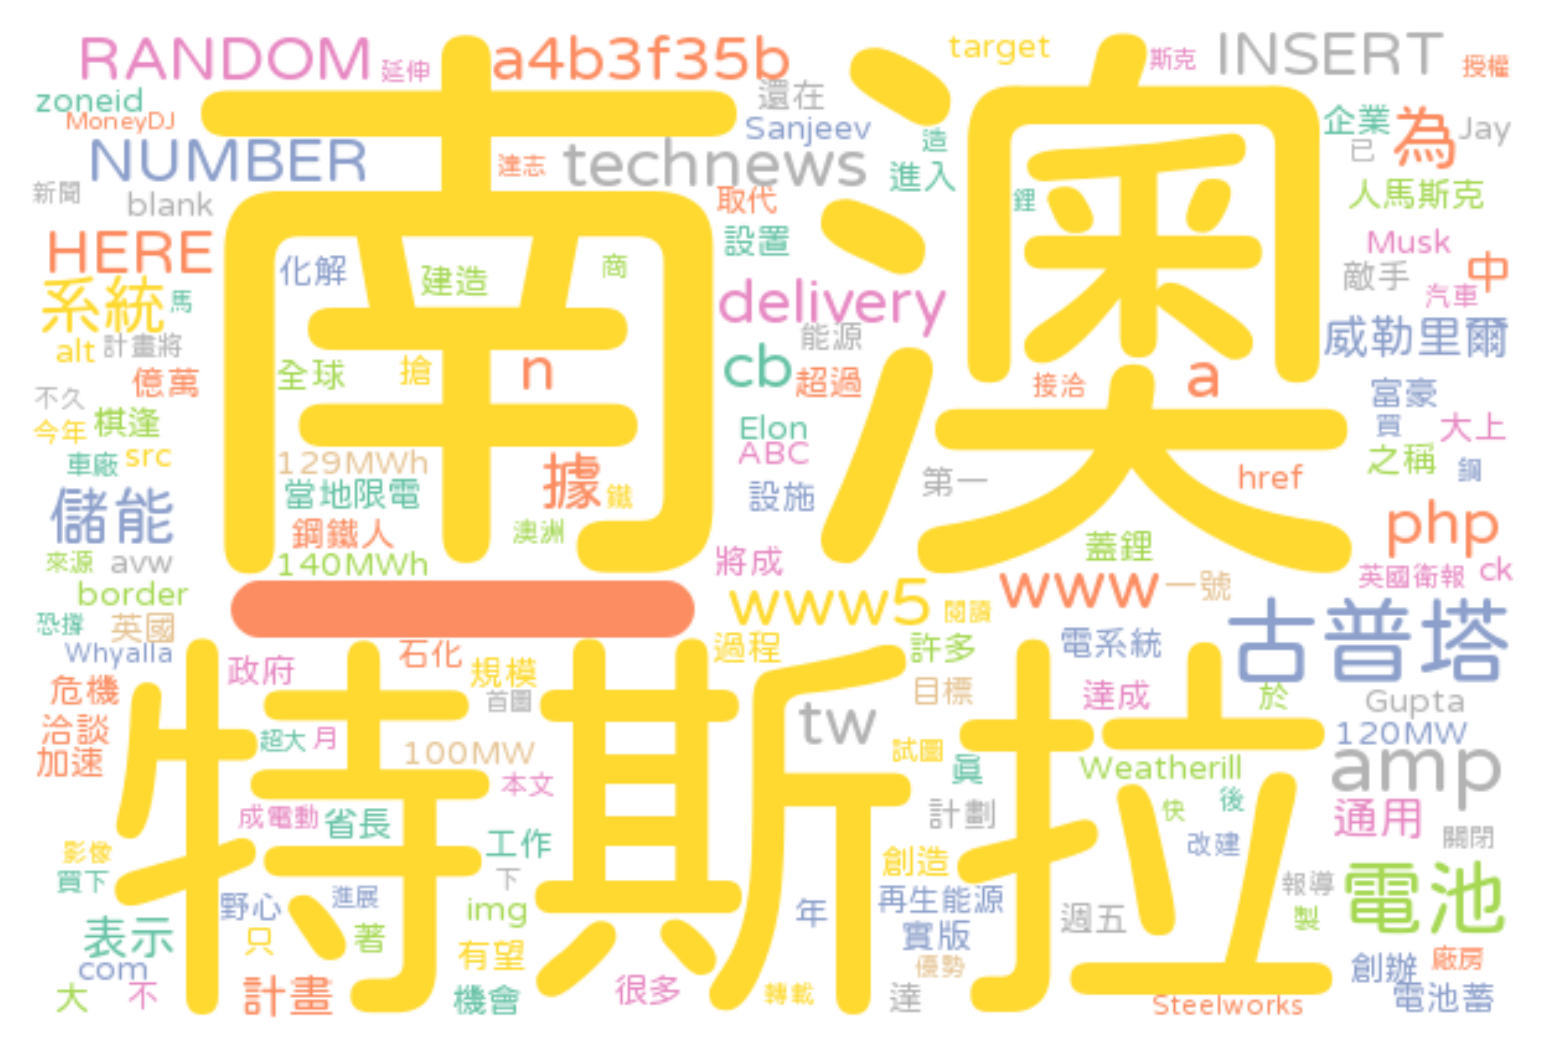 RANDOM
延伸
a4b3f35b
target
斯克
INSERT
授權
zoneid
MoneyDJ
還在
Sanjeev
造
企業
為
Jay
已
NUMBER
達志
technews
進入
人馬斯克
新聞
blank
取代
鋰
HERE
設置
Musk
化解
建造
商
敵手
中
系統
馬
delivery
汽車
計畫將
能源
威勒里爾
alt
億萬
全球
搶
n
cb
超過
接洽
a
富豪
不久
今年
棋逢
Elon
ABC
買
大上
車廠
src
129MWh
據
鐵
第一
href
之稱
鋼
儲能
當地限電
設施
鋼鐵人
澳洲
php
來源
avw
140MWh
將成
蓋鋰
英國衛報
ck
border
www5
閱讀
www
一號
恐撐
英國
Whyalla
南澳
一
古普塔
政府
石化
規模
過程
許多
電系統
危機
首圖
目標
達成
於
Gupta
洽談
超大
月
100MW
tw
試圖
120MW
加速
本文
真
Weatherill
amp
特斯拉
成電動
省長
計劃
快
後
通用
影像
工作
創造
改建
關閉
買下
下
野心
進展
img
年
再生能源
週五
報導
製
電池
表示
只
著
有望
實版
com
優勢
創辦
廠房
大
不
計畫
機會
很多
轉載
達
Steelworks
電池蓄